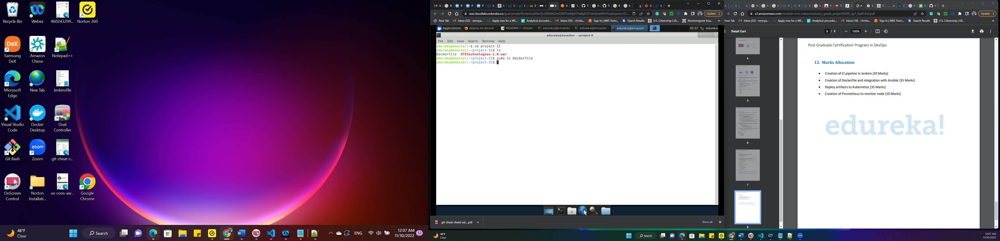 Recycle Bin
Webex
460243299...
Norton 360
Samsung
DeX
Amazon
Chime
Notepad++
Microsoft
Edge
New Tab
Jenkinsfile
Visual Studio
Code
Docker
Desktop
Dual
Controller
Git Bash
Zoom
git-cheat-s...
OnScreen
Control
Norton
Installati...
us-cons-aw...
Google
Chrome
48°F
Clear
Search
ENG
12:07 AM
11/30/2022
12
wai.cloudlabs.edureka.co/guacamole/#/client/aS0wYjczNDMzZmE2MTUxMjA5YwBjAG51dmVsaW5r?hostname=65....
Update
New Tab
Inbox (32) - emmya...
Apply now for a WE...
Analytical procedur...
Inbox (16) - christo...
Sign In | AWS Traini...
Search Results
U.S. Citizenship | US...
Nonimmigrant Visa...
Applications
deploy-to-docker ...
README (~/Deskt...
edureka@kmaster...
edureka@kmaster...
edureka@kmaster...
05:07
edureka
edureka@kmaster: ~/project-II
File Edit View Search Terminal Help
edureka@kmaster:~$ cd project-II
edureka@kmaster:~/project-II$ ls
Dockerfile XYZtechnologies-1.0.war
edureka@kmaster:~/project-II$ sudo vi Dockerfile
edureka@kmaster:~/project-II$
git-cheat-sheet-ed....pdf
Show all
48°F
Clear
Search
s3.amazonaws.com/module-non-videos/industry_grade_project%202_qy1_bp014z3.pdf
Update
New Tab
Inbox (32) - emmya...
Apply now for a WE...
Analytical procedur...
Inbox (16) - christo...
Sign In | AWS Traini...
Search Results
U.S. Citizenship | US...
Retail Cart
8 / 8
100%
4
5
6
7
8
Post Graduate Certification Program in DevOps
12. Marks Allocation
• Creation of CI pipeline in Jenkins [20 Marks]
• Creation of Dockerfile and integration with Ansible [35 Marks]
• Deploy artifacts to Kubernetes [35 Marks]
• Creation of Prometheus to monitor node [10 Marks]
edureka!
12:07 AM
11/30/2022